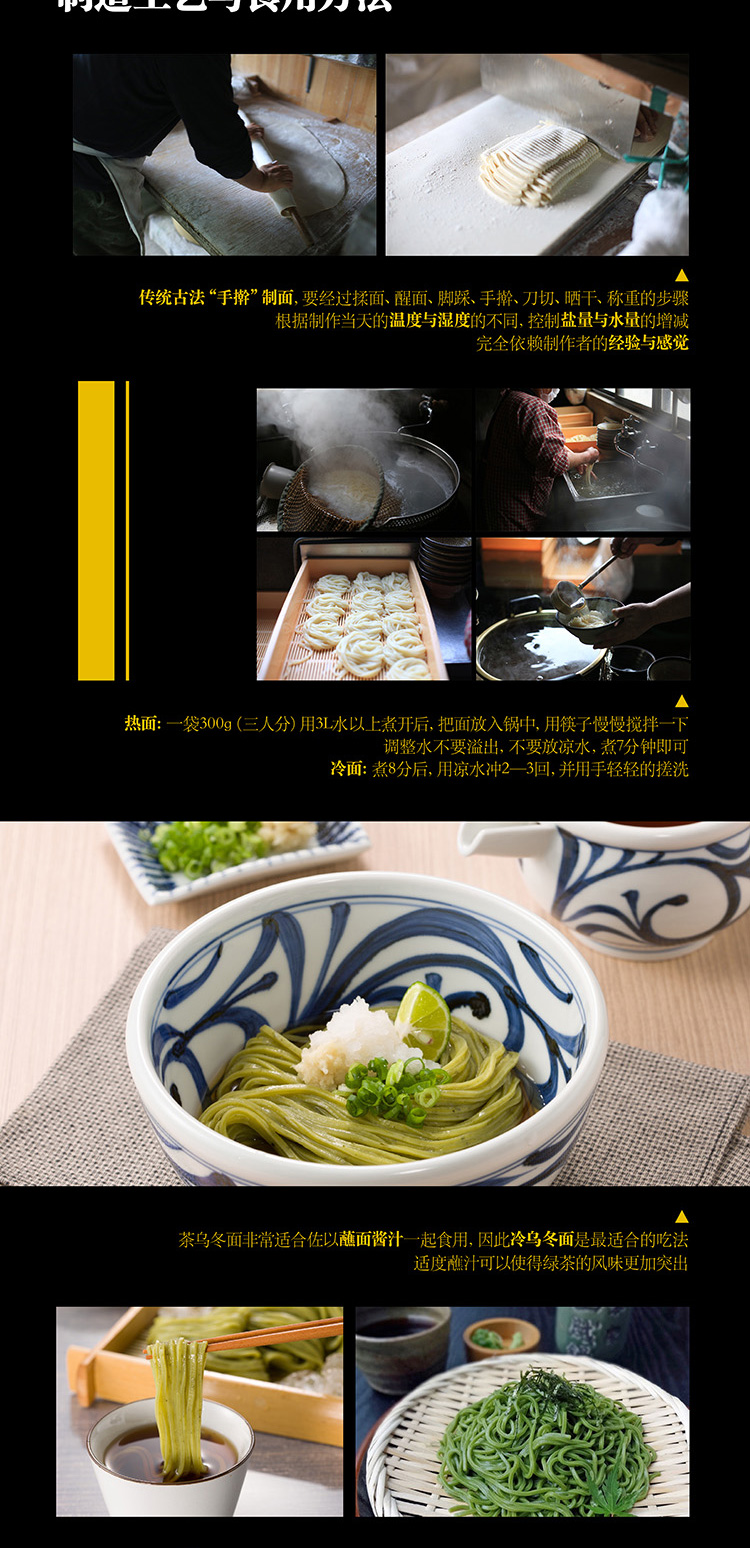 制造工艺与食用方法
传统古法“手擀”制面，要经过揉面、醒面、脚踩、手擀、刀切、晒干、称重的步骤
根据制作当天的温度与湿度的不同，控制盐量与水量的增减
完全依赖制作者的经验与感觉
热面：一袋300g（三人分）用3L水以上煮开后，把面放入锅中，用筷子慢慢搅拌一下
调整水不要溢出，不要放凉水，煮7分钟即可
冷面：煮8分后，用凉水冲2—3回，并用手轻轻的搓洗
茶乌冬面非常适合佐以蘸面酱汁一起食用，因此冷乌冬面是最适合的吃法
适度蘸汁可以使得绿茶的风味更加突出